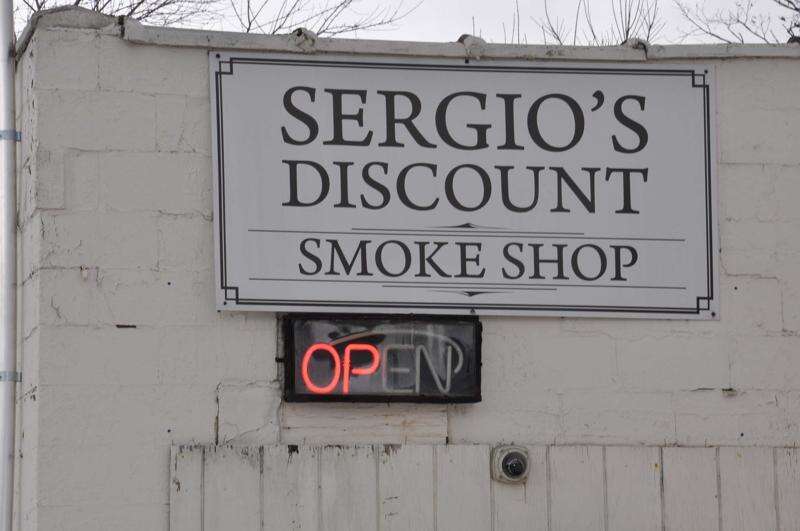 SERGIO'S
DISCOUNT
SMOKE SHOP
OPEN